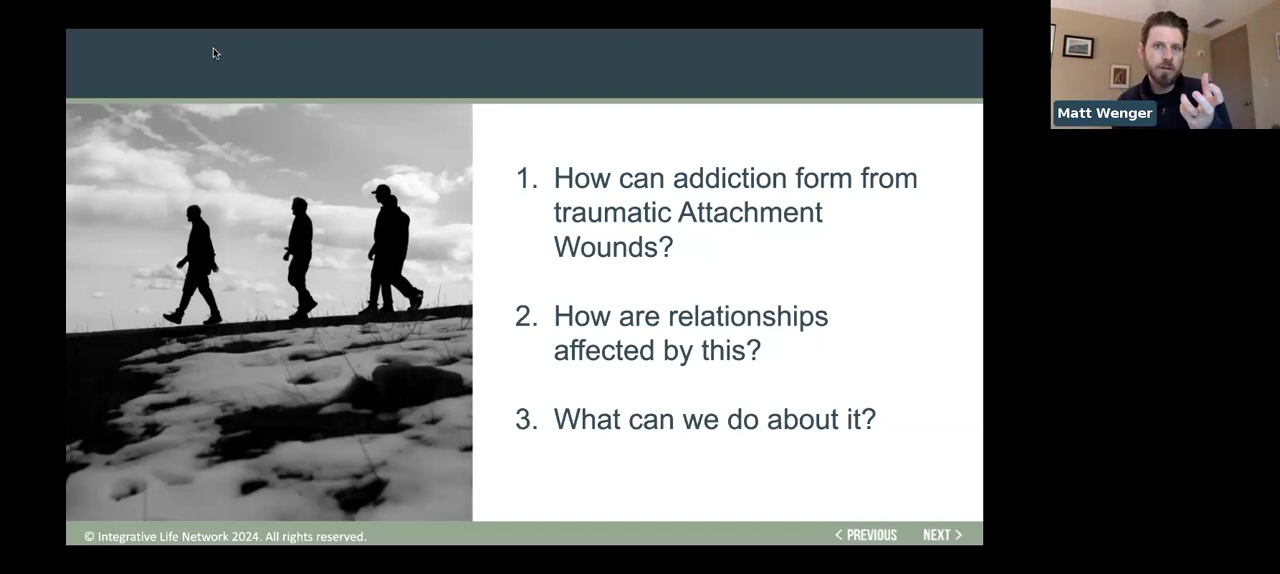 Matt Wenger
1. How can addiction form from
traumatic Attachment
Wounds?
2. How are relationships
affected by this?
3. What can we do about it?
© Integrative Life Network 2024. All rights reserved.
< PREVIOUS NEXT >